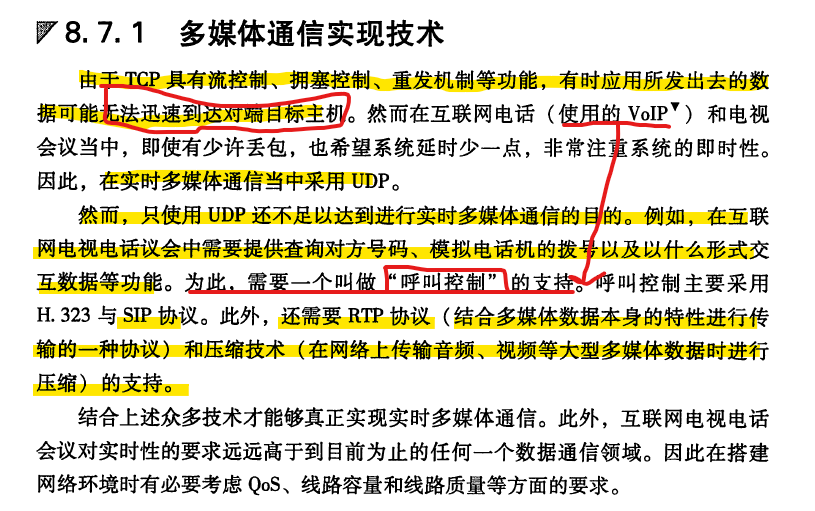 8.7.1 多媒体通信实现技术
由于 TCP 具有流控制、拥塞控制、重发机制等功能，有时应用所发出去的数
据可能无法迅速到达对端目标主机。然而在互联网电话（使用的 VoIP▼）和电视
会议当中，即使有少许丢包，也希望系统延时少一点，非常注重系统的即时性。
因此，在实时多媒体通信当中采用 UDP。
然而，只使用 UDP 还不足以达到进行实时多媒体通信的目的。例如，在互联
网电视电话议会中需要提供查询对方号码、模拟电话机的拨号以及以什么形式交
互数据等功能。为此，需要一个叫做“呼叫控制”的支持。呼叫控制主要采用
H.323 与 SIP 协议。此外，还需要 RTP 协议（结合多媒体数据本身的特性进行传
输的一种协议）和压缩技术（在网络上传输音频、视频等大型多媒体数据时进行
压缩）的支持。
结合上述众多技术才能够真正实现实时多媒体通信。此外，互联网电视电话
会议对实时性的要求远远高于到目前为止的任何一个数据通信领域。因此在搭建
网络环境时有必要考虑 QoS、线路容量和线路质量等方面的要求。